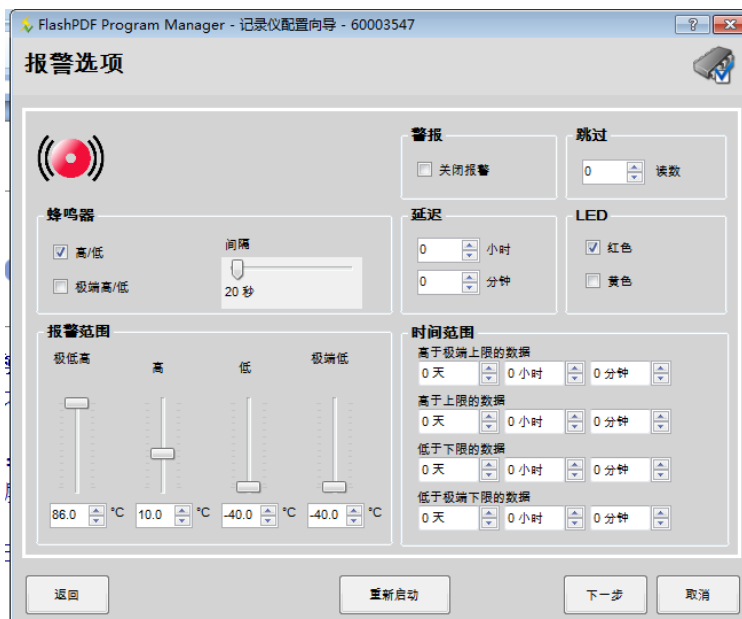 FlashPDF Program Manager - 记录仪配置向导 - 60003547
报警选项
警报
关闭报警
跳过
0 读数
蜂鸣器
高/低
极端高/低
间隔
20 秒
延迟
0 小时
0 分钟
LED
红色
黄色
报警范围
极低高 高 低 极端低
86.0 °C 10.0 °C -40.0 °C -40.0 °C
时间范围
高于极端上限的数据
0 天 0 小时 0 分钟
高于上限的数据
0 天 0 小时 0 分钟
低于下限的数据
0 天 0 小时 0 分钟
低于极端下限的数据
0 天 0 小时 0 分钟
返回 重新启动 下一步 取消